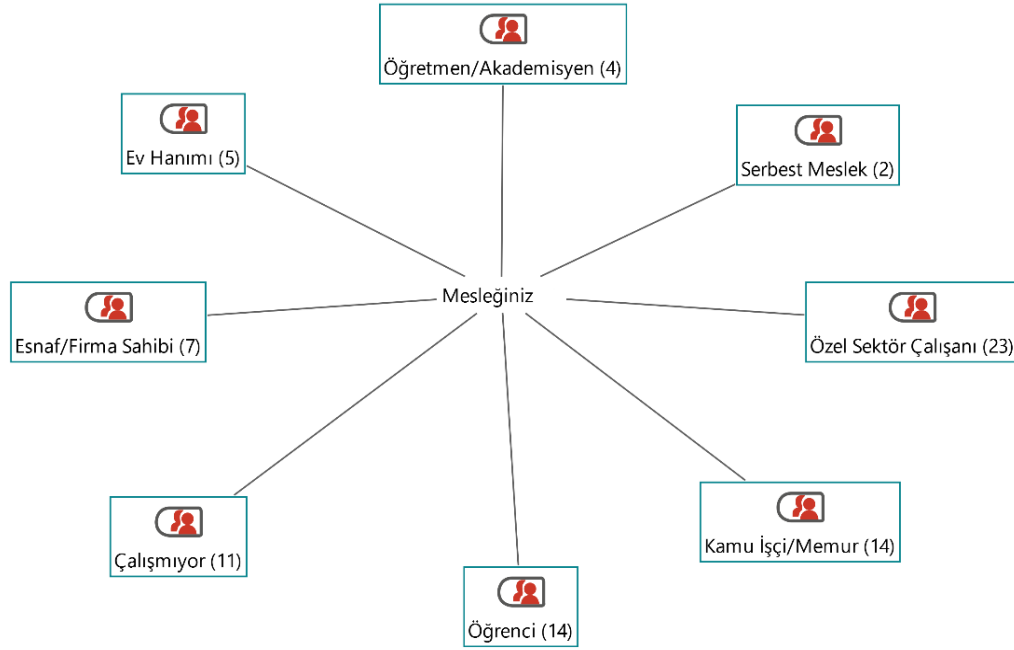 Öğretmen/Akademisyen (4)
Ev Hanımı (5)
Serbest Meslek (2)
Mesleğiniz
Esnaf/Firma Sahibi (7)
Özel Sektör Çalışanı (23)
Çalışmıyor (11)
Kamu İşçi/Memur (14)
Öğrenci (14)